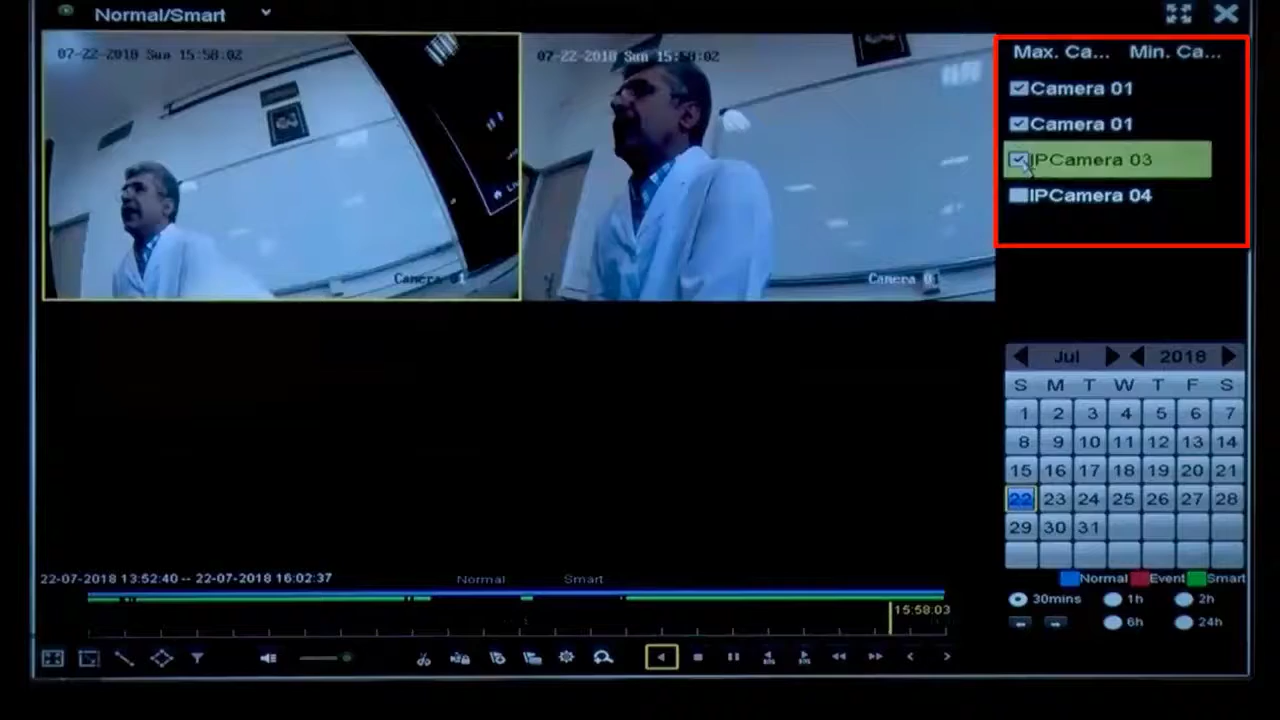 Normal/Smart
07-22-2018 Sun 15:58:02
07-22-2018 Sun 15:58:02
Camera 01
Camera 01
Max. Ca... Min. Ca...
Camera 01
Camera 01
IPCamera 03
IPCamera 04
Jul 2018
S M T W T F S
1 2 3 4 5 6 7
8 9 10 11 12 13 14
15 16 17 18 19 20 21
22 23 24 25 26 27 28
29 30 31
Normal Event Smart
30mins 1h 2h
6h 24h
22-07-2018 13:52:40 -- 22-07-2018 16:02:37 Normal Smart
15:58:03